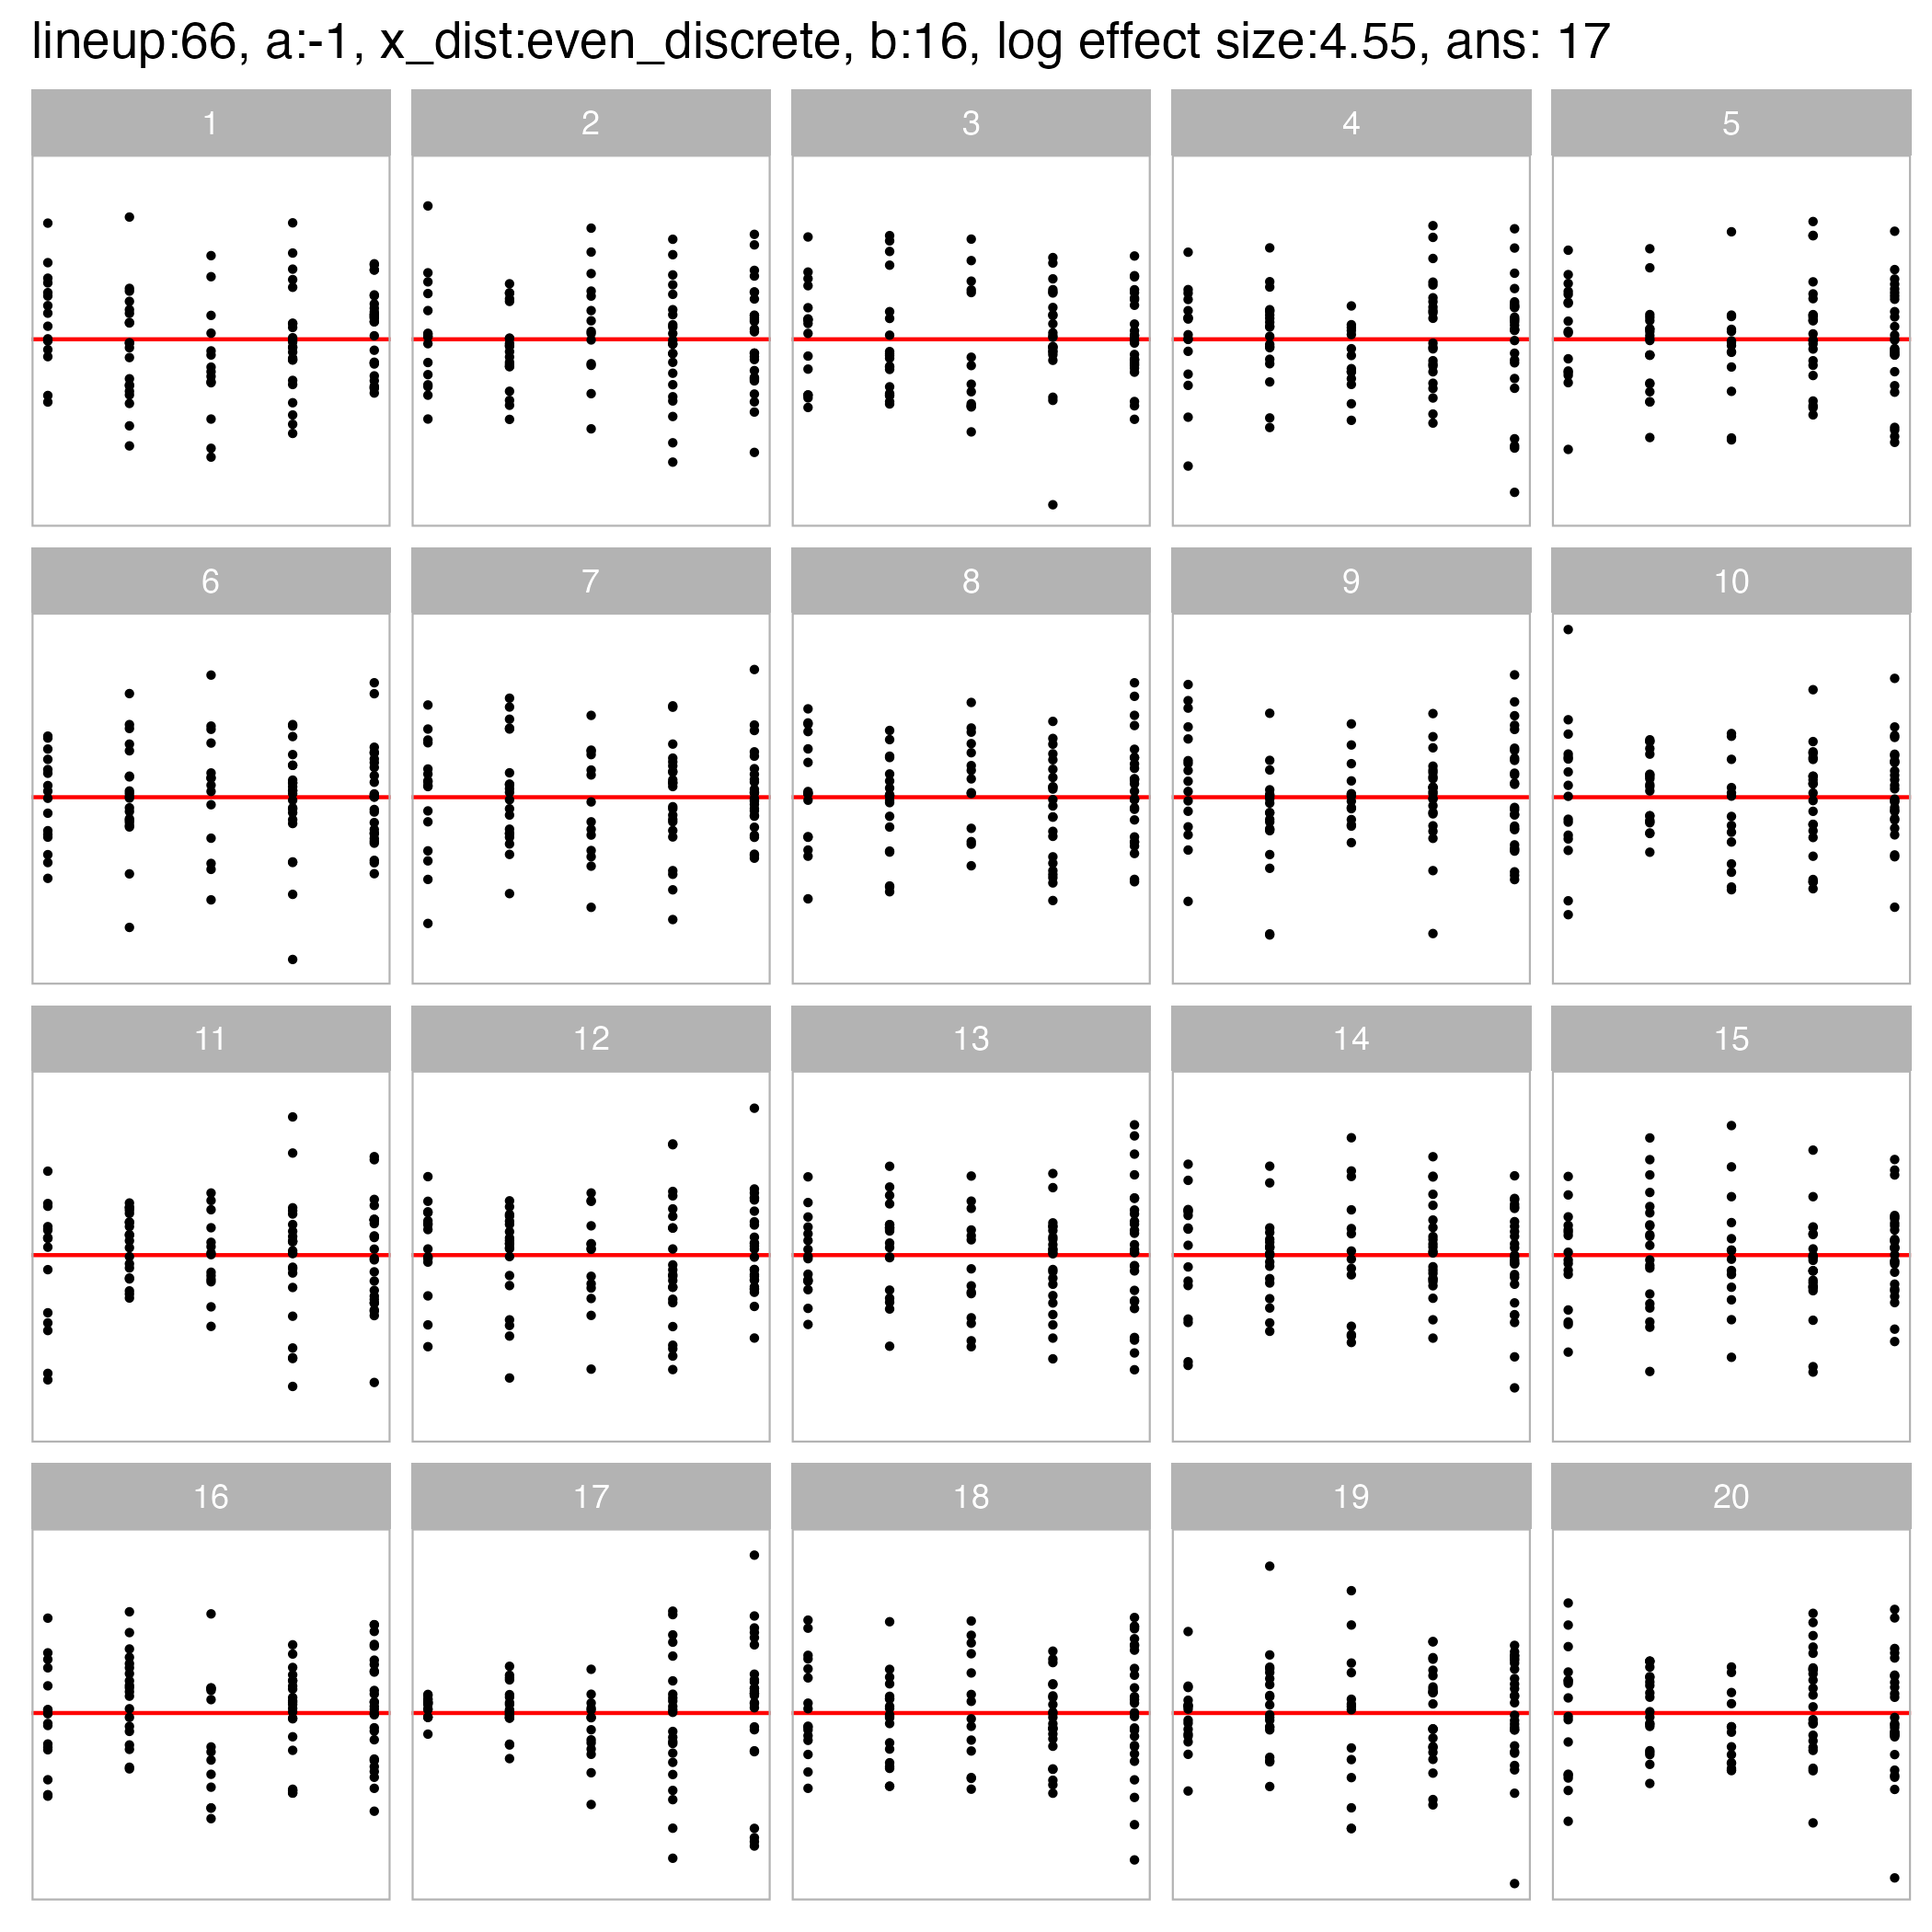 lineup:66, a:-1, x_dist:even_discrete, b:16, log effect size:4.55, ans: 17
1 2 3 4 5
6 7 8 9 10
11 12 13 14 15
16 17 18 19 20